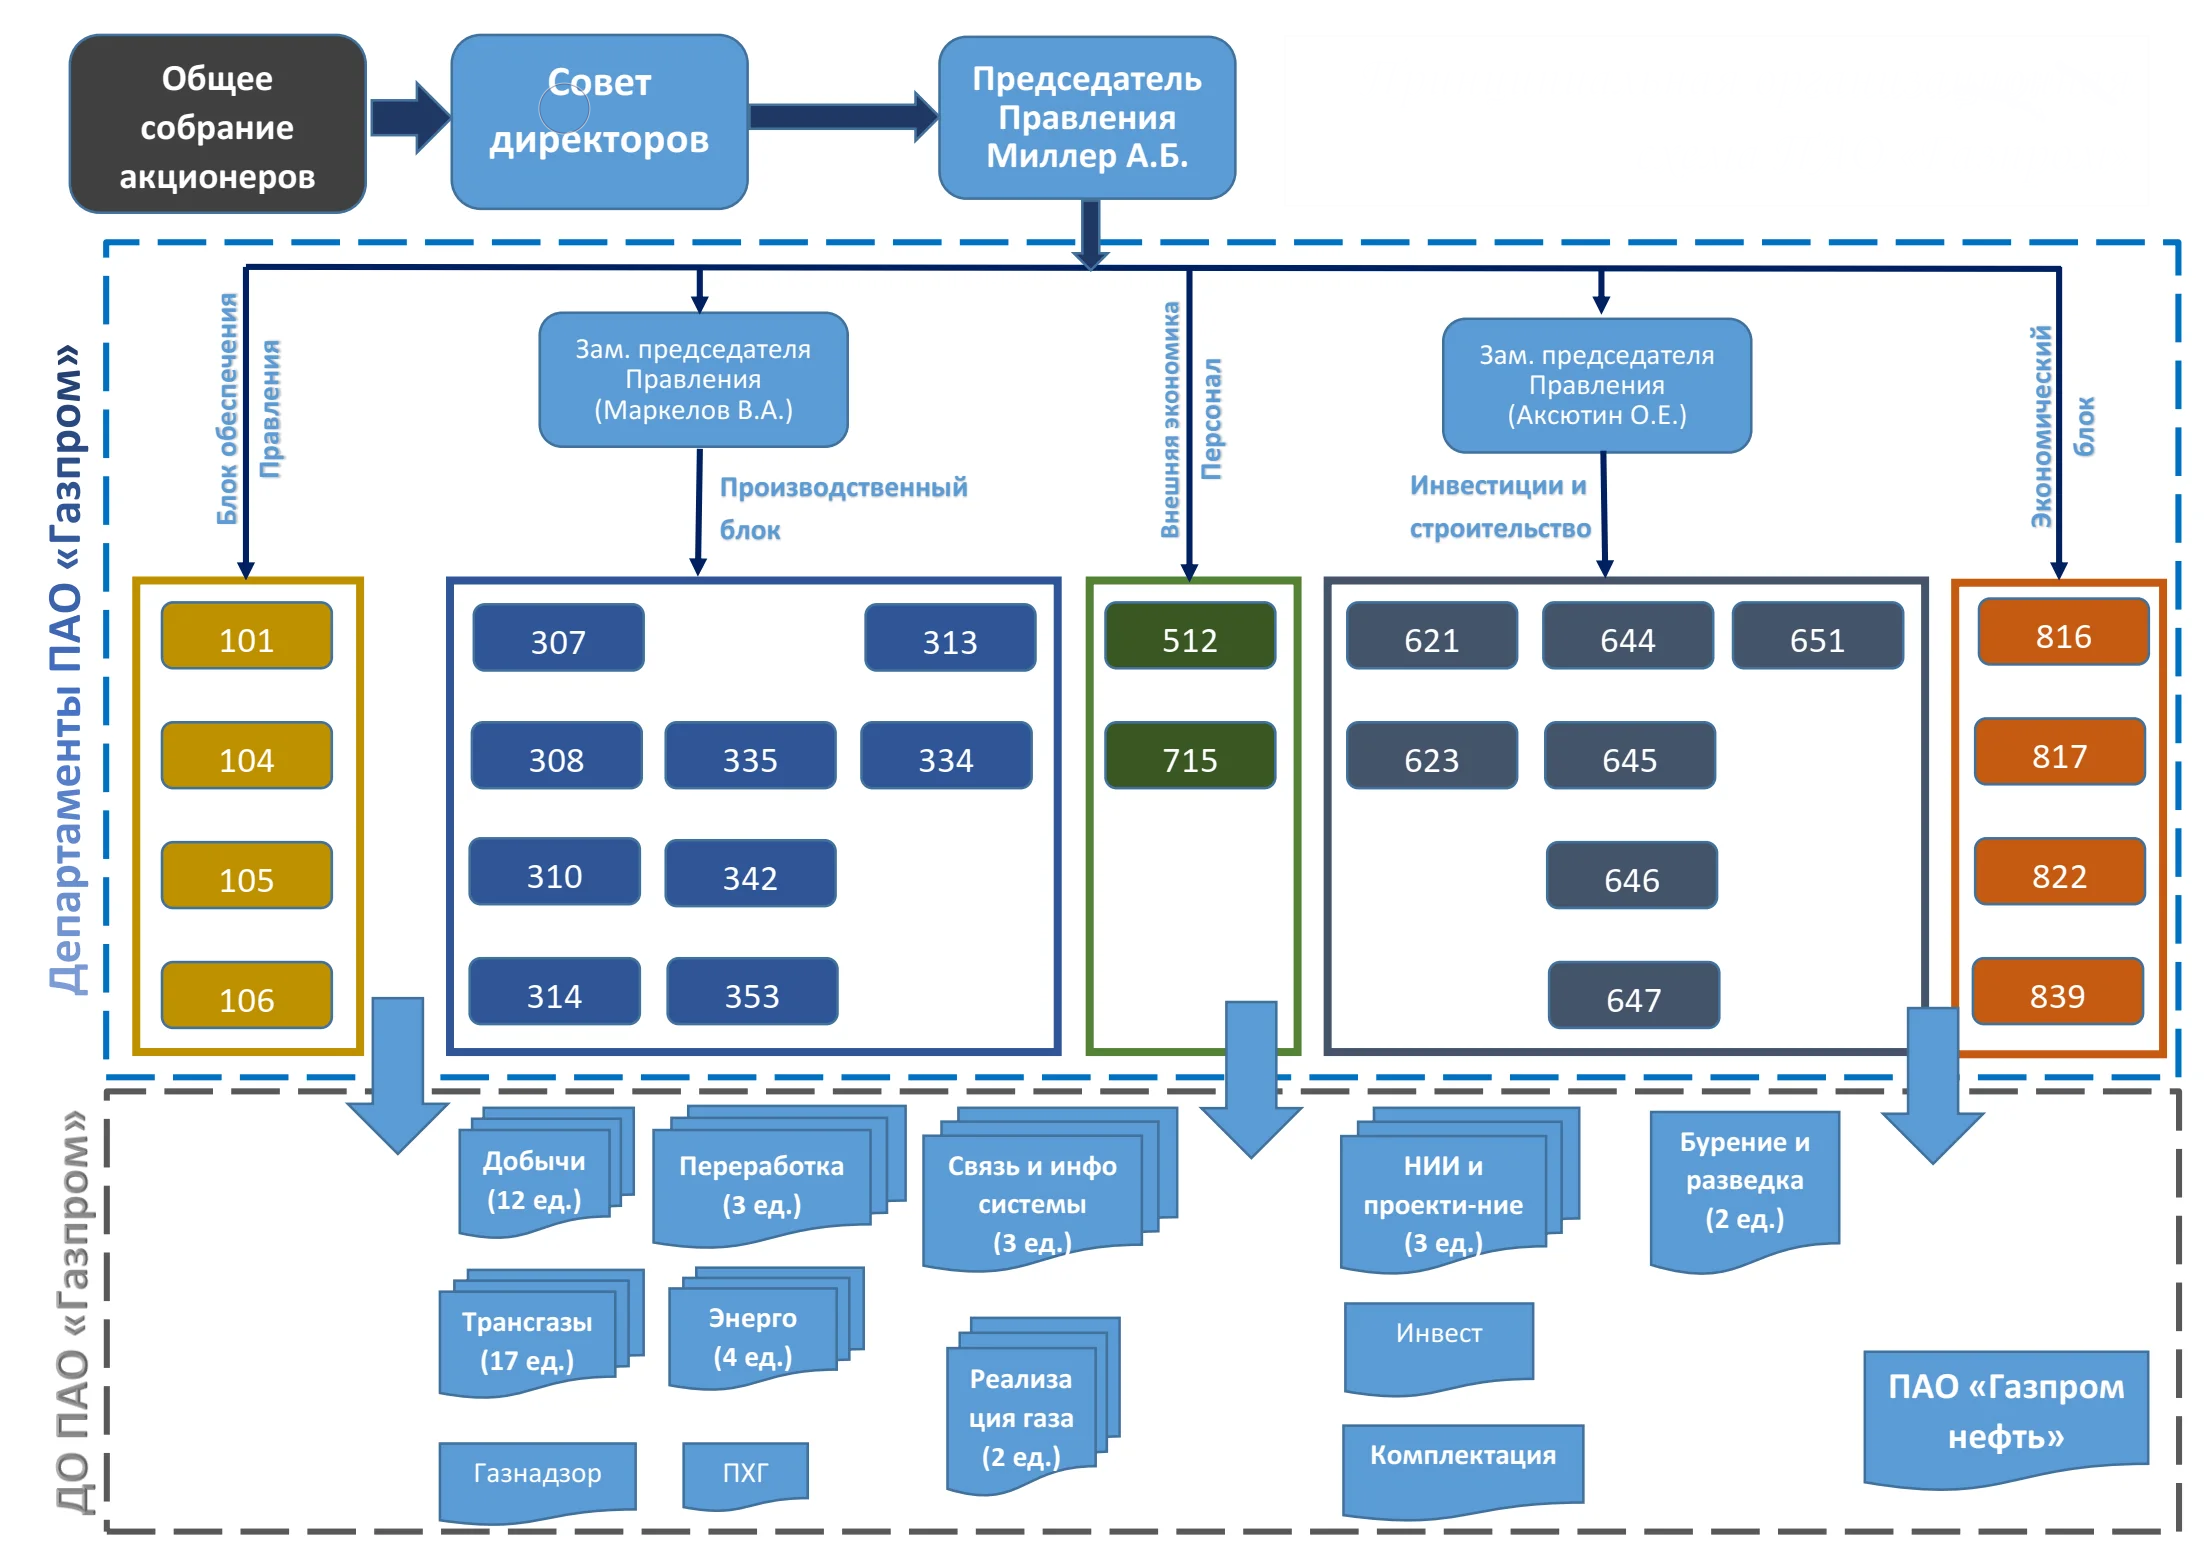 Общее
собрание
акционеров
Совет
директоров
Председатель
Правления
Миллер А.Б.
Департаменты ПАО «Газпром»
Блок обеспечения
Правления
Зам. председателя
Правления
(Маркелов В.А.)
Производственный
блок
Внешняя экономика
Персонал
Зам. председателя
Правления
(Аксютин О.Е.)
Инвестиции и
строительство
Экономический
блок
101
104
105
106
307
313
308
335
334
310
342
314
353
512
715
621
644
651
623
645
646
647
816
817
822
839
ДО ПАО «Газпром»
Добычи
(12 ед.)
Переработка
(3 ед.)
Связь и инфо
системы
(3 ед.)
НИИ и
проекти-ние
(3 ед.)
Бурение и
разведка
(2 ед.)
Трансгазы
(17 ед.)
Энерго
(4 ед.)
Реализа
ция газа
(2 ед.)
Инвест
Газнадзор
ПХГ
Комплектация
ПАО «Газпром
нефть»